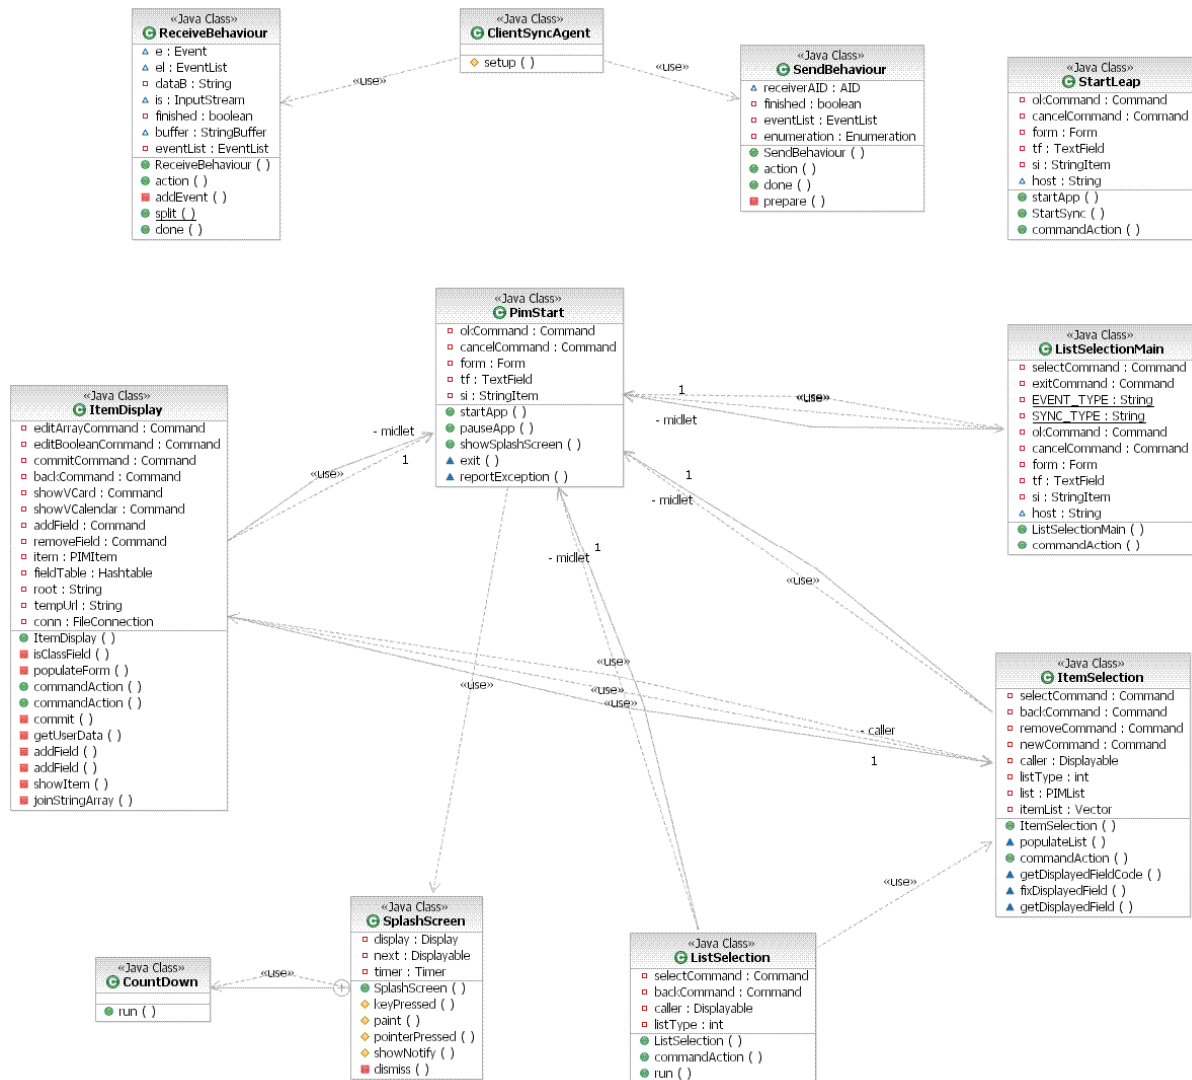 «Java Class»
ReceiveBehaviour
e : Event
el : EventList
dataB : String
is : InputStream
finished : boolean
buffer : StringBuffer
eventList : EventList
ReceiveBehaviour ( )
action ( )
addEvent ( )
split ( )
done ( )
«use»
«Java Class»
ClientSyncAgent
setup ( )
«use»
«Java Class»
SendBehaviour
receiverAID : AID
finished : boolean
eventList : EventList
enumeration : Enumeration
SendBehaviour ( )
action ( )
done ( )
prepare ( )
«Java Class»
StartLeap
okCommand : Command
cancelCommand : Command
form : Form
tf : TextField
si : StringItem
host : String
startApp ( )
StartSync ( )
commandAction ( )
«Java Class»
PimStart
okCommand : Command
cancelCommand : Command
form : Form
tf : TextField
si : StringItem
startApp ( )
pauseApp ( )
showSplashScreen ( )
exit ( )
reportException ( )
1
«use»
- midlet
«Java Class»
ListSelectionMain
selectCommand : Command
exitCommand : Command
EVENT_TYPE : String
SYNC_TYPE : String
okCommand : Command
cancelCommand : Command
form : Form
tf : TextField
si : StringItem
host : String
ListSelectionMain ( )
commandAction ( )
«Java Class»
ItemDisplay
editArrayCommand : Command
editBooleanCommand : Command
commitCommand : Command
backCommand : Command
showVCard : Command
showVCalendar : Command
addField : Command
removeField : Command
item : PIMItem
fieldTable : Hashtable
root : String
tempUrl : String
conn : FileConnection
ItemDisplay ( )
isClassField ( )
populateForm ( )
commandAction ( )
commandAction ( )
commit ( )
getUserData ( )
addField ( )
addField ( )
showItem ( )
joinStringArray ( )
- midlet
1
«use»
1
- midlet
«use»
1
- midlet
«use»
«use»
«use»
«use»
- caller
1
«Java Class»
ItemSelection
selectCommand : Command
backCommand : Command
removeCommand : Command
newCommand : Command
caller : Displayable
listType : int
list : PIMList
itemList : Vector
ItemSelection ( )
populateList ( )
commandAction ( )
getDisplayedFieldCode ( )
fixDisplayedField ( )
getDisplayedField ( )
«use»
«Java Class»
SplashScreen
display : Display
next : Displayable
timer : Timer
SplashScreen ( )
keyPressed ( )
paint ( )
pointerPressed ( )
showNotify ( )
dismiss ( )
«use»
«Java Class»
CountDown
run ( )
«Java Class»
ListSelection
selectCommand : Command
backCommand : Command
caller : Displayable
listType : int
ListSelection ( )
commandAction ( )
run ( )